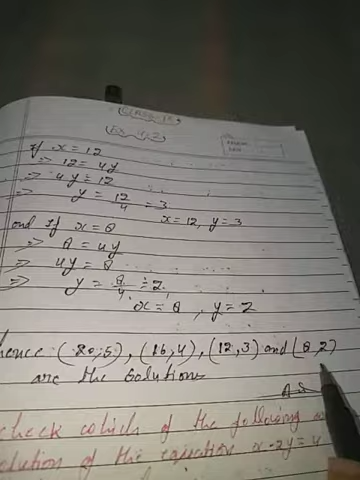 If x = 12
⇒ 12 = 4y
⇒ 4y = 12
⇒ y = 12/4 = 3
x = 12, y = 3
and If x = 8
⇒ 8 = 4y
⇒ 4y = 8
⇒ y = 8/4 = 2
x = 8, y = 2
hence (20,5), (16,4), (12,3) and (8,2)
are the solutions
check which of the following
solution of the equation x-2y=4